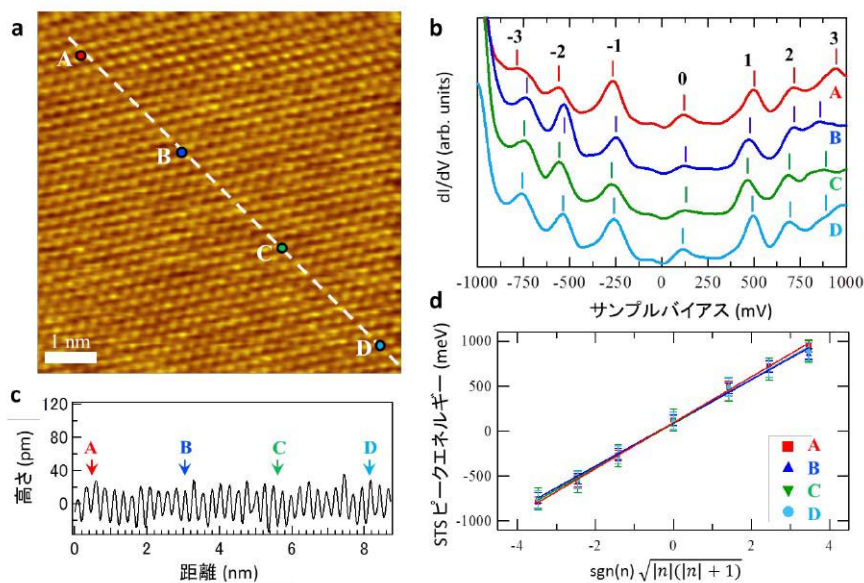 a
A
B
C
D
1 nm
b
-3 -2 -1 0 1 2 3
A
B
C
D
dI/dV (arb. units)
-1000 -750 -500 -250 0 250 500 750 1000
サンプルバイアス (mV)
c
120
80
40
0
高さ (pm)
A B C D
0 2 4 6 8
距離 (nm)
d
1000
500
0
-500
-1000
STS ピークエネルギー (meV)
A
B
C
D
-4 -2 0 2 4
sgn(n) √|n|(|n| + 1)